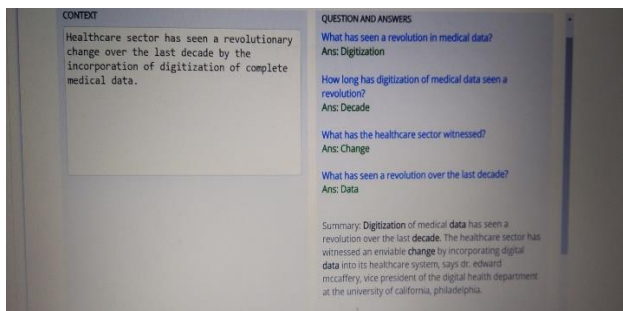 CONTEXT
Healthcare sector has seen a revolutionary
change over the last decade by the
incorporation of digitization of complete
medical data.
QUESTION AND ANSWERS
What has seen a revolution in medical data?
Ans: Digitization
How long has digitization of medical data seen a
revolution?
Ans: Decade
What has the healthcare sector witnessed?
Ans: Change
What has seen a revolution over the last decade?
Ans: Data
Summary: Digitization of medical data has seen a
revolution over the last decade. The healthcare sector has
witnessed an enviable change by incorporating digital
data into its healthcare system, says dr. edward
mccaffery, vice president of the digital health department
at the university of california, philadelphia.